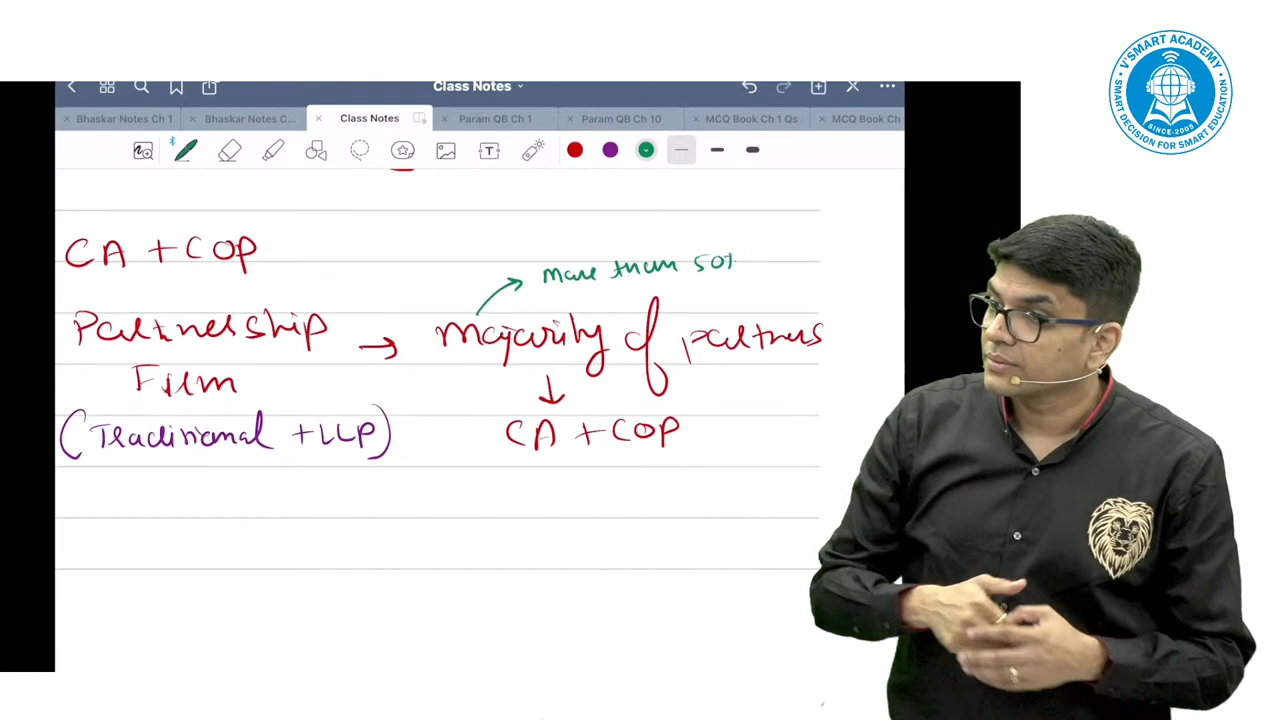 Class Notes
Bhaskar Notes Ch 1
Bhaskar Notes C...
Class Notes
Param QB Ch 1
Param QB Ch 10
MCQ Book Ch 1 Qs
MCQ Book Ch
V'SMART ACADEMY
SINCE-2005
SMART DECISION FOR SMART EDUCATION
CA + COP
More than 50%
Partnership → Majority of partners
Firm
(Traditional + LLP)
CA + COP